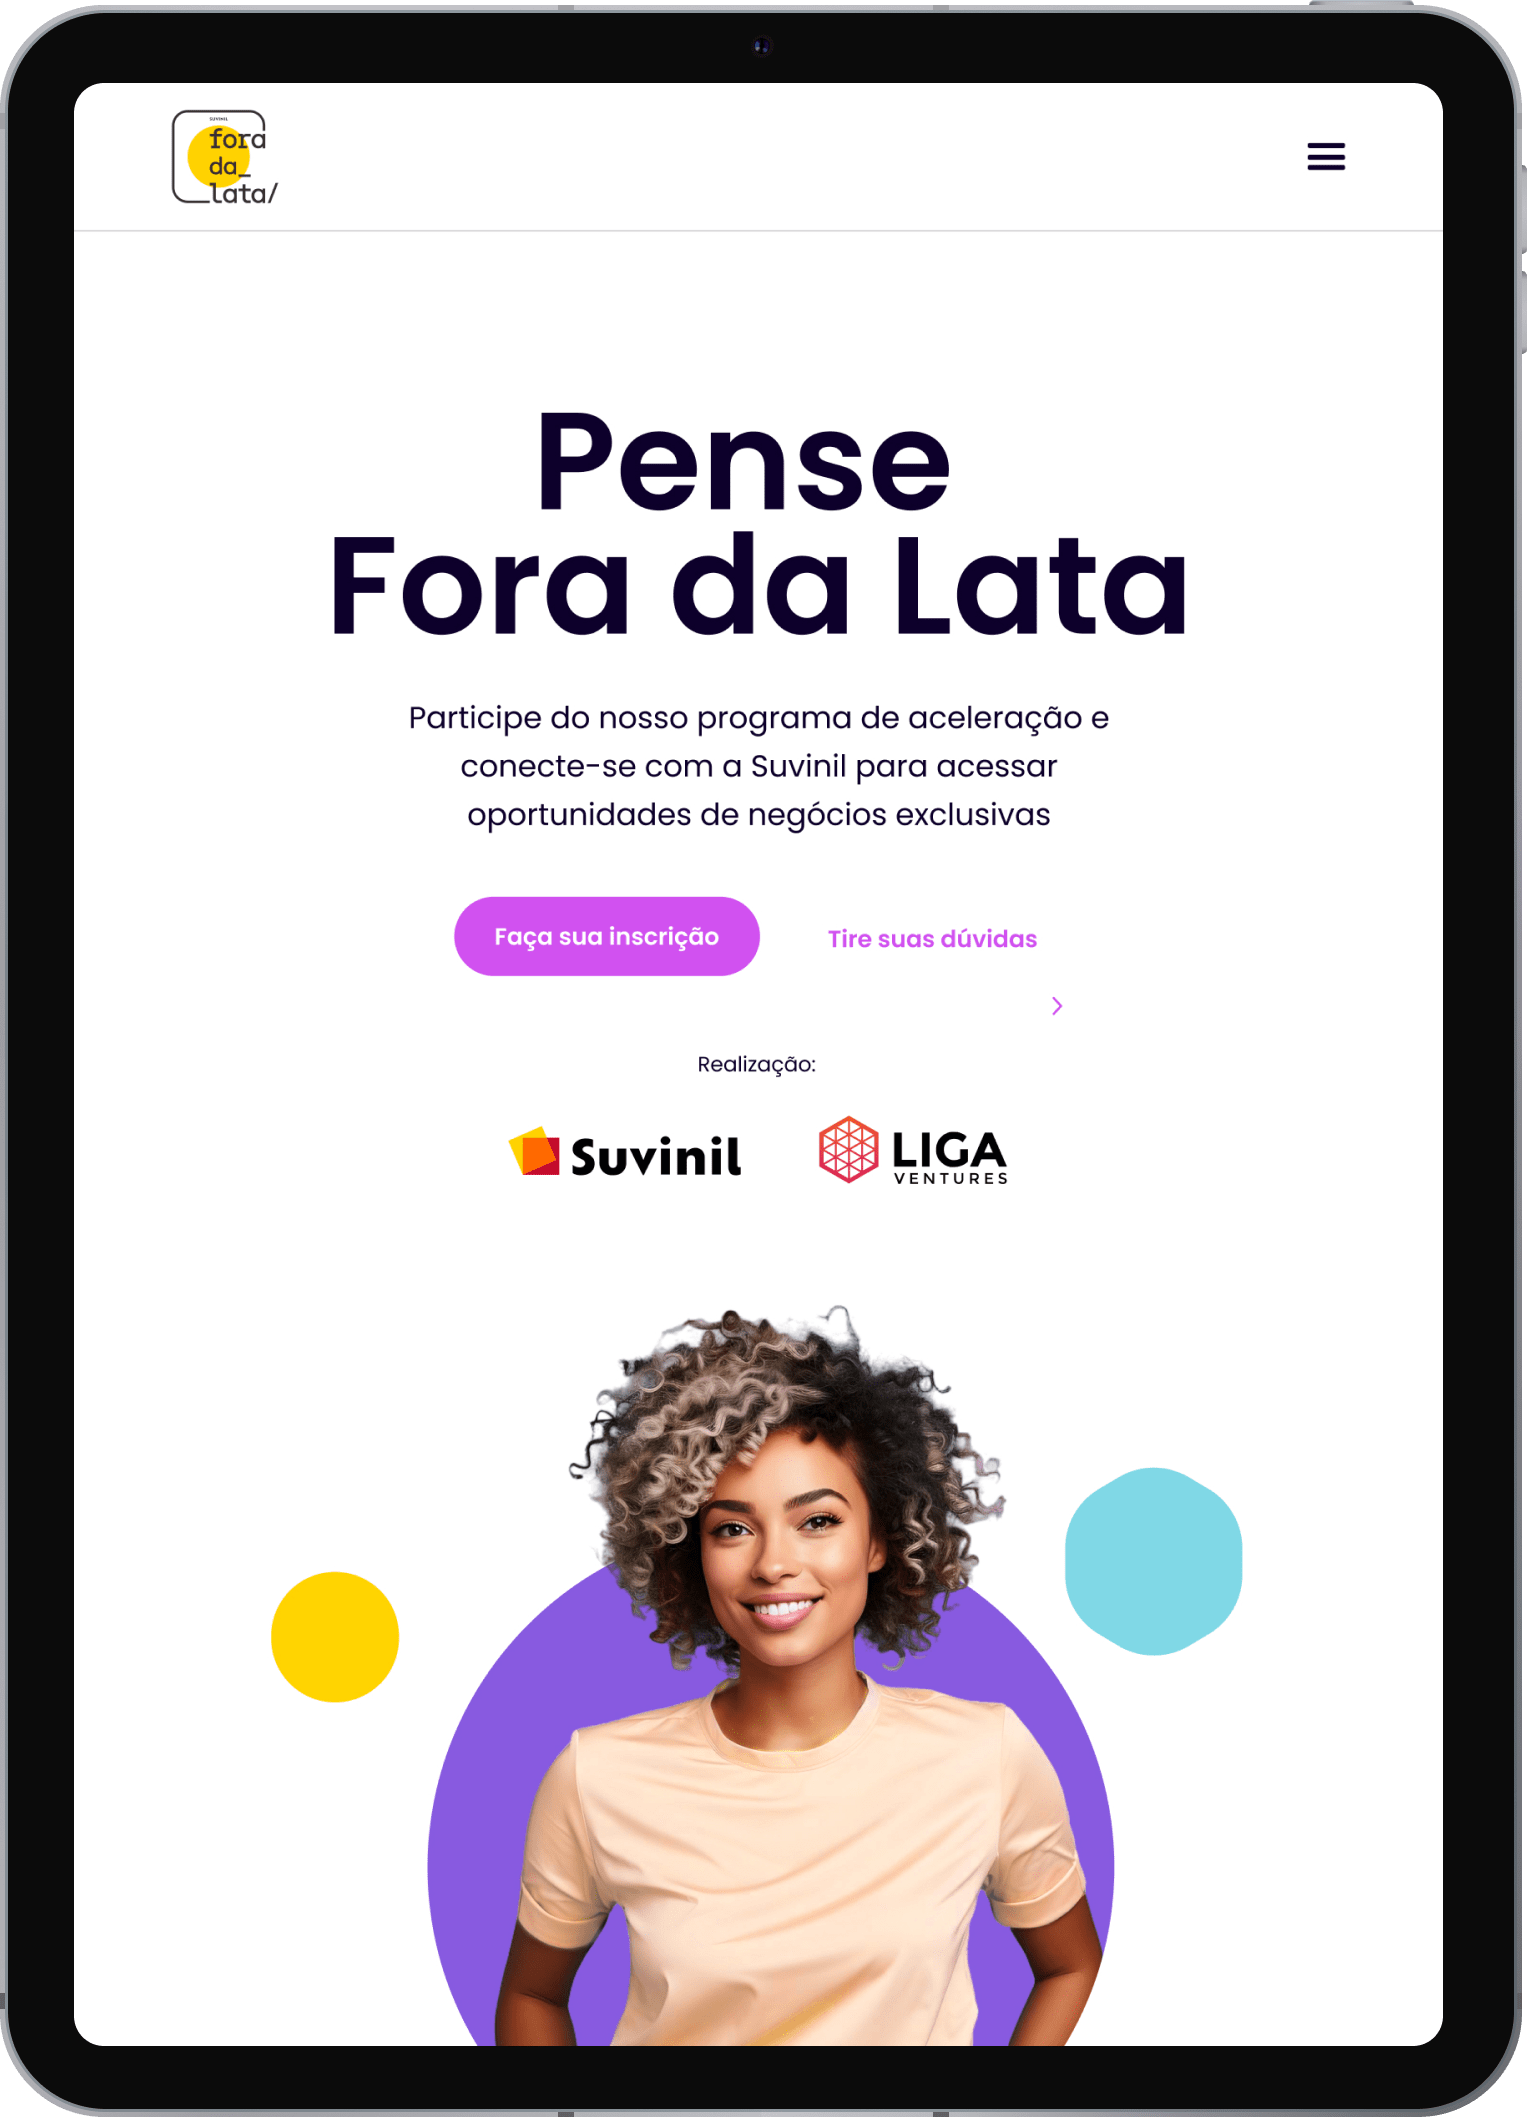 SUVINIL
fora
da_
lata/
Pense
Fora da Lata
Participe do nosso programa de aceleração e
conecte-se com a Suvinil para acessar
oportunidades de negócios exclusivas
Faça sua inscrição
Tire suas dúvidas
Realização:
Suvinil
LIGA
VENTURES